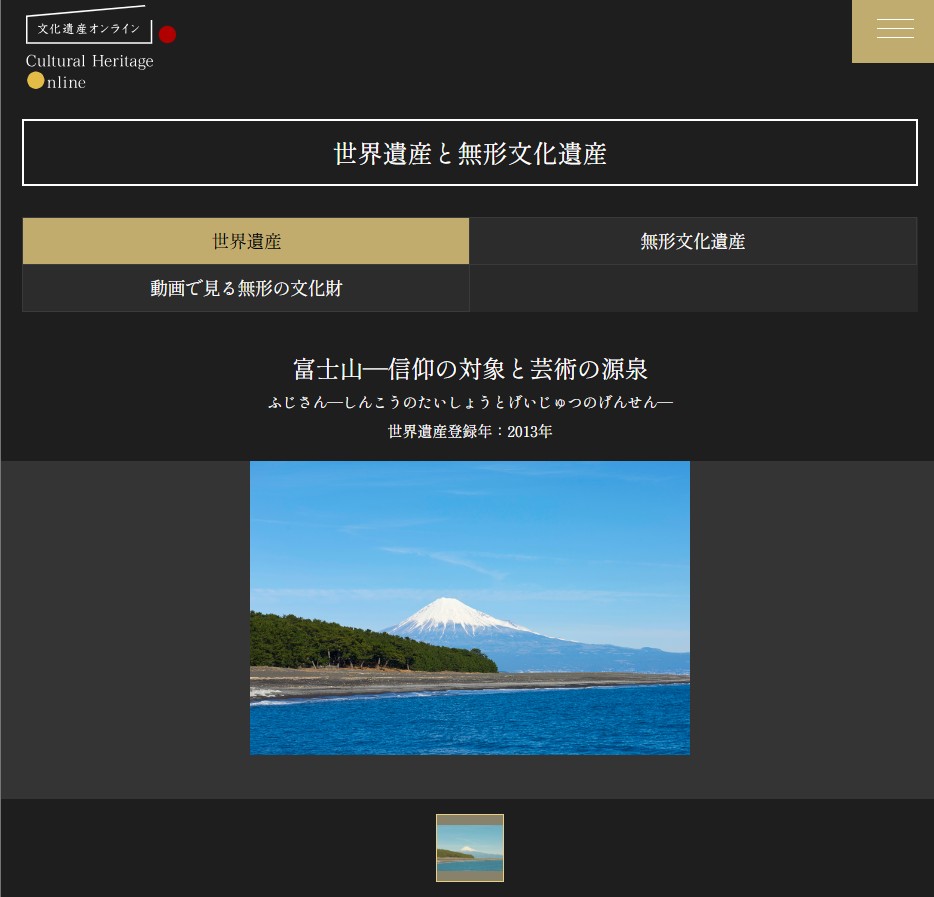 文化遺産オンライン
Cultural Heritage
Online
世界遺産と無形文化遺産
世界遺産
無形文化遺産
動画で見る無形の文化財
富士山―信仰の対象と芸術の源泉
ふじさん―しんこうのたいしょうとげいじゅつのげんせん―
世界遺産登録年：2013年